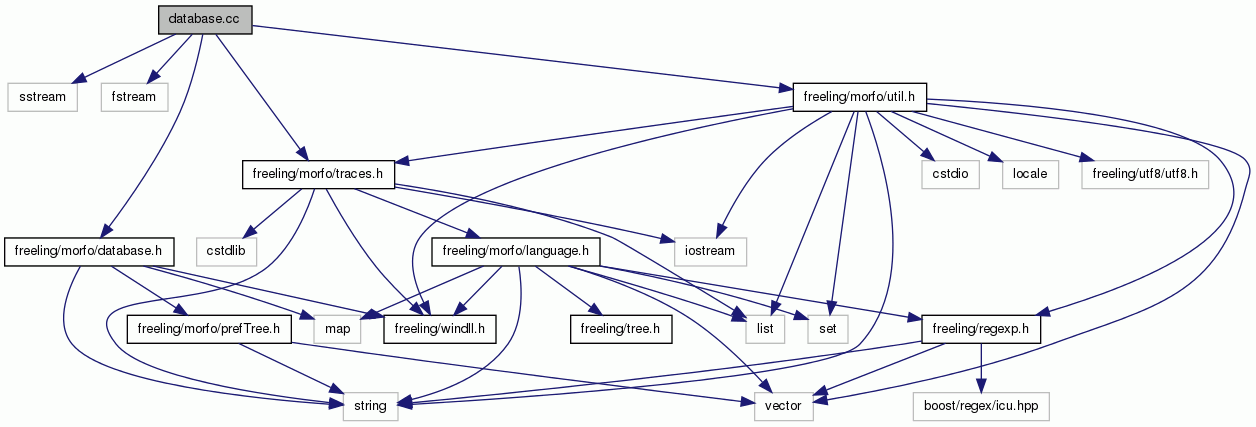 database.cc
sstream
fstream
freeling/morfo/util.h
freeling/morfo/traces.h
cstdio
locale
freeling/utf8/utf8.h
freeling/morfo/database.h
cstdlib
freeling/morfo/language.h
iostream
freeling/morfo/prefTree.h
map
freeling/windll.h
freeling/tree.h
list
set
freeling/regexp.h
string
vector
boost/regex/icu.hpp